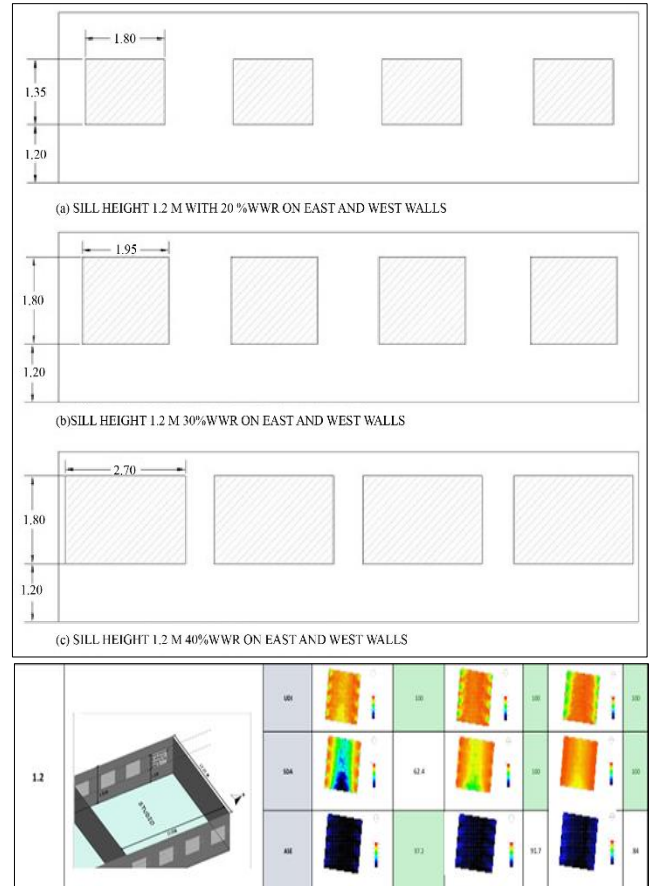 1.80
1.35
1.20
(a) SILL HEIGHT 1.2 M WITH 20 %WWR ON EAST AND WEST WALLS
1.95
1.80
1.20
(b)SILL HEIGHT 1.2 M 30%WWR ON EAST AND WEST WALLS
2.70
1.80
1.20
(c) SILL HEIGHT 1.2 M 40%WWR ON EAST AND WEST WALLS
1.2
STUDIO
UDI 100 100 100
SDA 62.4 100 100
ASE 97.2 91.7 84